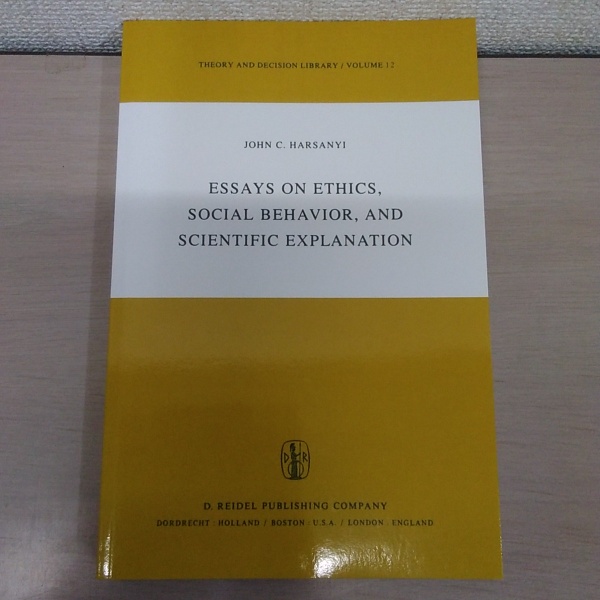 THEORY AND DECISION LIBRARY / VOLUME 12
JOHN C. HARSANYI
ESSAYS ON ETHICS,
SOCIAL BEHAVIOR, AND
SCIENTIFIC EXPLANATION
D R
D. REIDEL PUBLISHING COMPANY
DORDRECHT : HOLLAND / BOSTON : U.S.A. / LONDON : ENGLAND